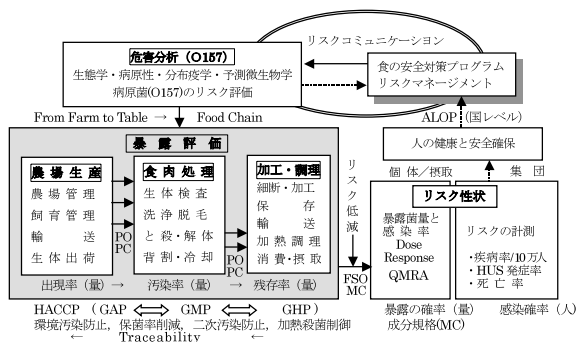 リスクコミュニケーション
危害分析（O157）
生態学・病原性・分布疫学・予測微生物学
病原菌(O157)のリスク評価
食の安全対策プログラム
リスクマネージメント
From Farm to Table → Food Chain
ALOP（国レベル）
暴露評価
人の健康と安全確保
農場生産
農場管理
飼育管理
輸送
生体出荷
PO
PC
食肉処理
生体検査
洗浄脱毛
と殺・解体
背割・冷却
PO
PC
加工・調理
細断・加工
保存
輸送
加熱調理
消費・摂取
リスク低減
FSO
MC
個体／摂取
集団
リスク性状
暴露菌量と
感染率
Dose
Response
QMRA
リスクの計測
・疾病率/10万人
・HUS発症率
・死亡率
出現率（量） → 汚染率（量） → 残存率（量）
暴露の確率（量）
成分規格(MC)
感染確率（人）
HACCP (GAP ⇔ GMP ⇔ GHP)
環境汚染防止，保菌率削減，二次汚染防止，加熱殺菌制御
← Traceability ←